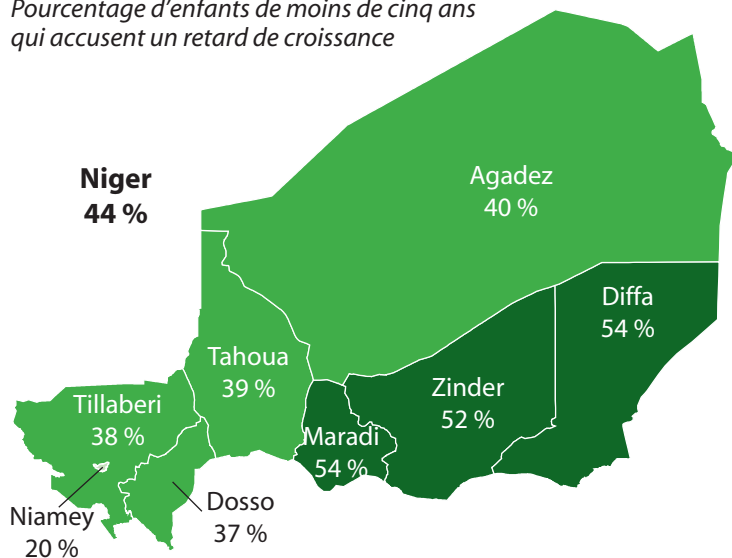 Pourcentage d'enfants de moins de cinq ans
qui accusent un retard de croissance
Niger
44 %
Agadez
40 %
Diffa
54 %
Tahoua
39 %
Zinder
52 %
Tillaberi
38 %
Maradi
54 %
Dosso
37 %
Niamey
20 %